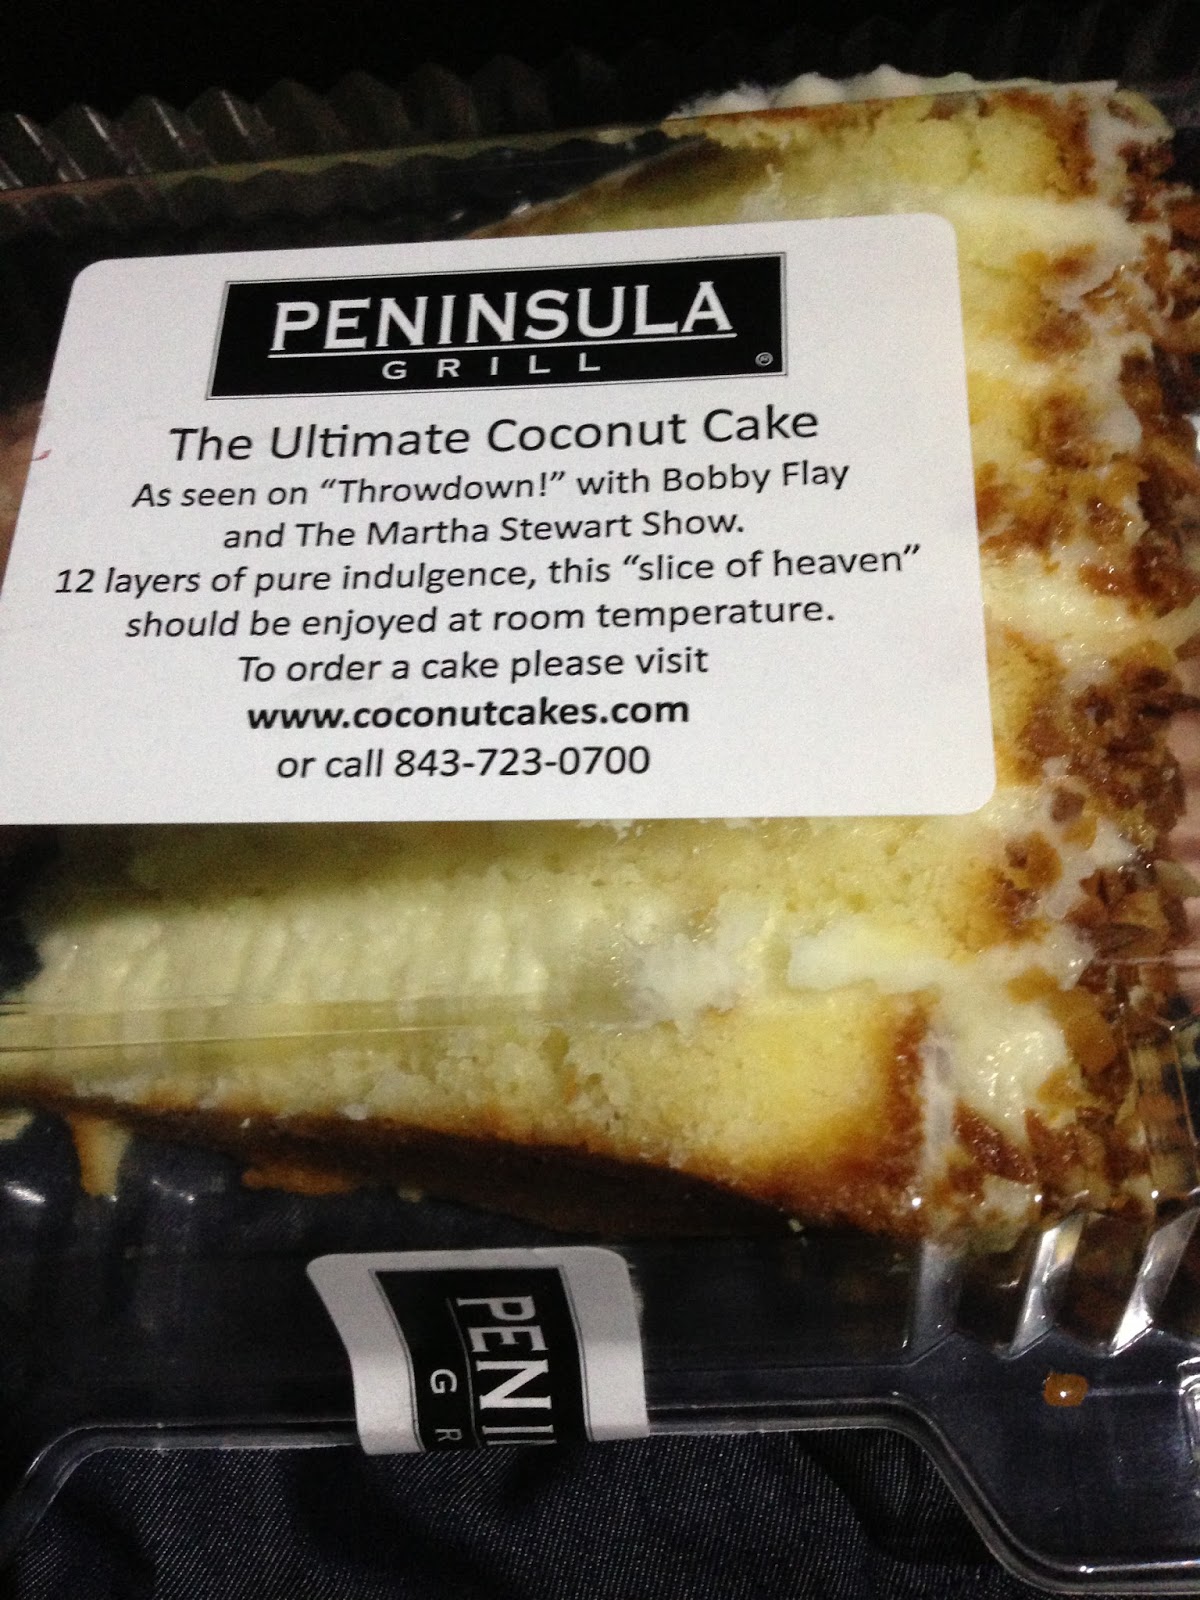 PENINSULA
GRILL ®
The Ultimate Coconut Cake
As seen on “Throwdown!” with Bobby Flay
and The Martha Stewart Show.
12 layers of pure indulgence, this “slice of heaven”
should be enjoyed at room temperature.
To order a cake please visit
www.coconutcakes.com
or call 843-723-0700
PENIN
GR